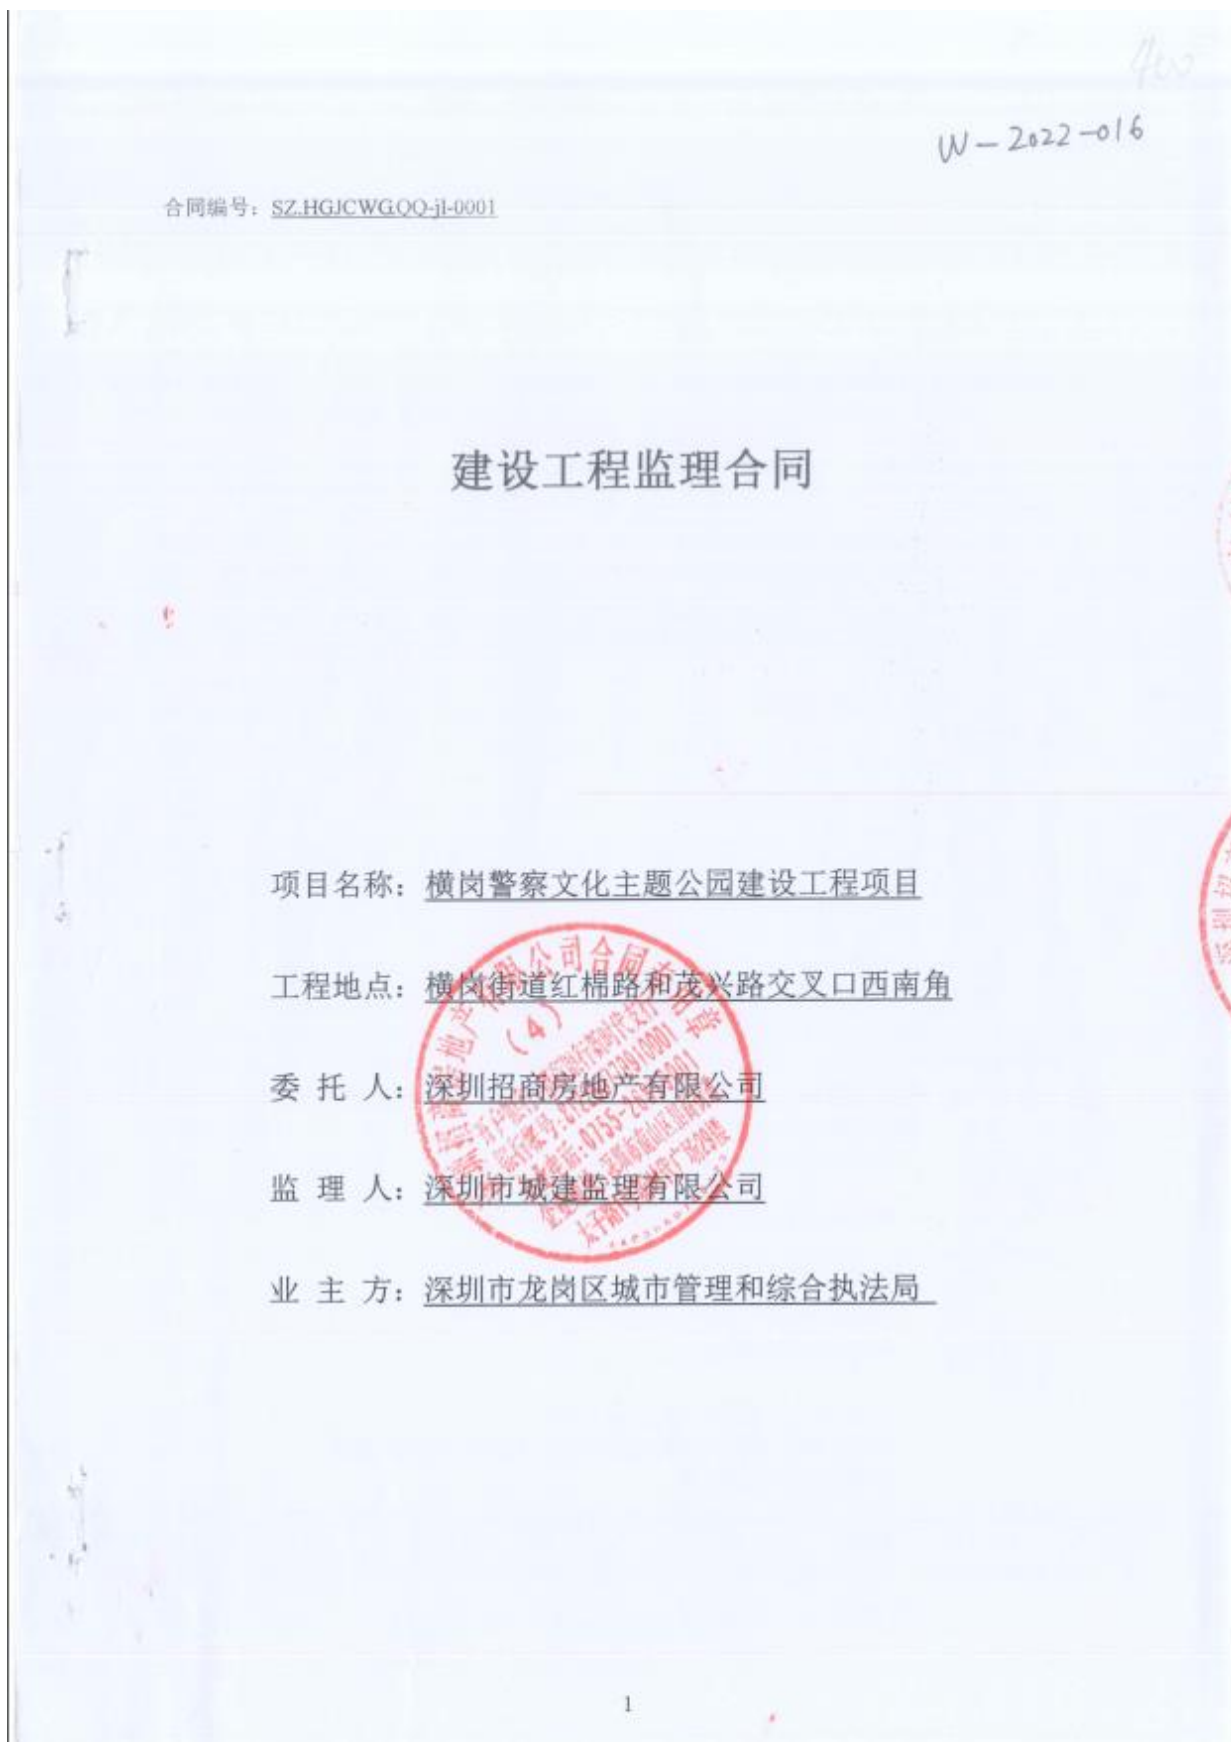 W-2022-016
合同编号：SZ.HGJCWG.QQ-jl-0001
建设工程监理合同
项目名称：横岗警察文化主题公园建设工程项目
工程地点：横岗街道红棉路和茂兴路交叉口西南角
委 托 人：深圳招商房地产有限公司
监 理 人：深圳市城建监理有限公司
业 主 方：深圳市龙岗区城市管理和综合执法局
（4）
1